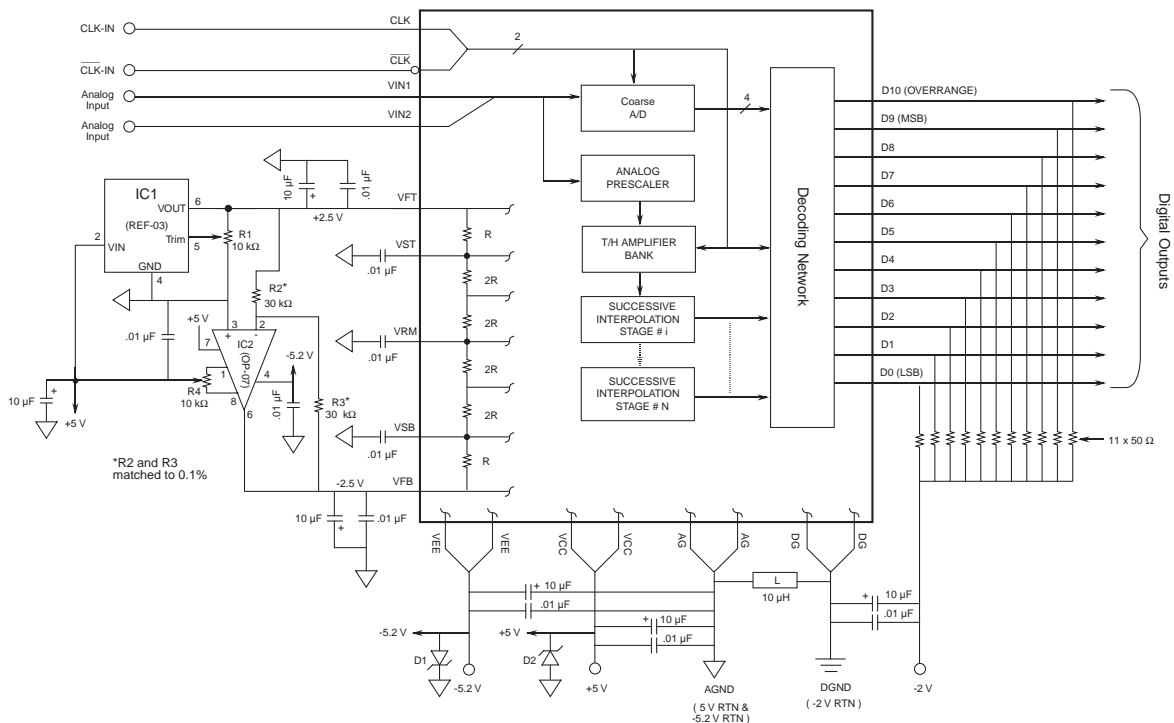 CLK-IN
CLK
2
CLK-IN
CLK
Analog
Input
VIN1
Analog
Input
VIN2
Coarse
A/D
4
ANALOG
PRESCALER
T/H AMPLIFIER
BANK
SUCCESSIVE
INTERPOLATION
STAGE # i
SUCCESSIVE
INTERPOLATION
STAGE # N
Decoding Network
D10 (OVERRANGE)
D9 (MSB)
D8
D7
D6
D5
D4
D3
D2
D1
D0 (LSB)
Digital Outputs
11 x 50 Ω
IC1
VOUT
6
(REF-03)
2
VIN
Trim
5
GND
4
R1
10 kΩ
10 µF
+
.01 µF
+2.5 V
VFT
R
VST
.01 µF
2R
R2*
30 kΩ
2R
VRM
.01 µF
2R
2R
VSB
.01 µF
R
.01 µF
+5 V
3
2
+
-
7
IC2
(OP-07)
-5.2 V
1
4
R4
10kΩ
8
6
.01 µF
R3*
30 kΩ
+
10 µF
+5 V
*R2 and R3
matched to 0.1%
-2.5 V
VFB
10 µF
+
.01 µF
VEE
VEE
VCC
VCC
AG
AG
DG
DG
+
10 µF
.01 µF
L
10 µH
+
10 µF
.01 µF
+
10 µF
.01 µF
-5.2 V
D1
-5.2 V
+5 V
D2
+5 V
AGND
( 5 V RTN &
-5.2 V RTN )
DGND
( -2 V RTN )
-2 V